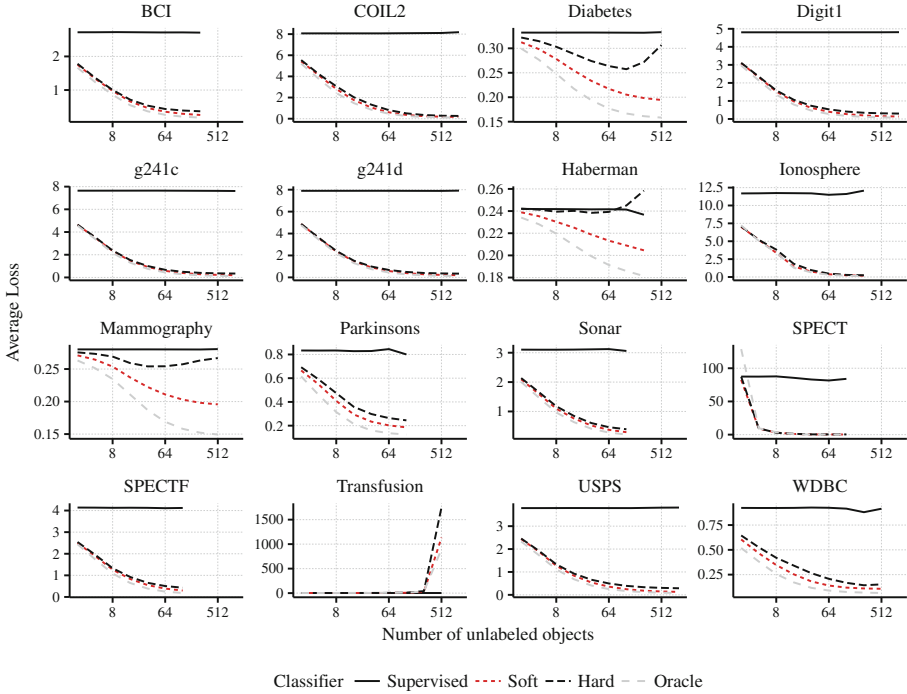 BCI COIL2 Diabetes Digit1
2
1
8 64 512
8
6
4
2
0
8 64 512
0.30
0.25
0.20
0.15
8 64 512
5
4
3
2
1
0
8 64 512
g241c g241d Haberman Ionosphere
8
6
4
2
0
8 64 512
8
6
4
2
0
8 64 512
0.26
0.24
0.22
0.20
0.18
8 64 512
12.5
10.0
7.5
5.0
2.5
0.0
8 64 512
Average Loss
Mammography Parkinsons Sonar SPECT
0.25
0.20
0.15
8 64 512
0.8
0.6
0.4
0.2
8 64 512
3
2
1
8 64 512
100
50
0
8 64 512
SPECTF Transfusion USPS WDBC
4
3
2
1
0
8 64 512
1500
1000
500
0
8 64 512
3
2
1
0
8 64 512
0.75
0.50
0.25
8 64 512
Number of unlabeled objects
Classifier Supervised Soft Hard Oracle